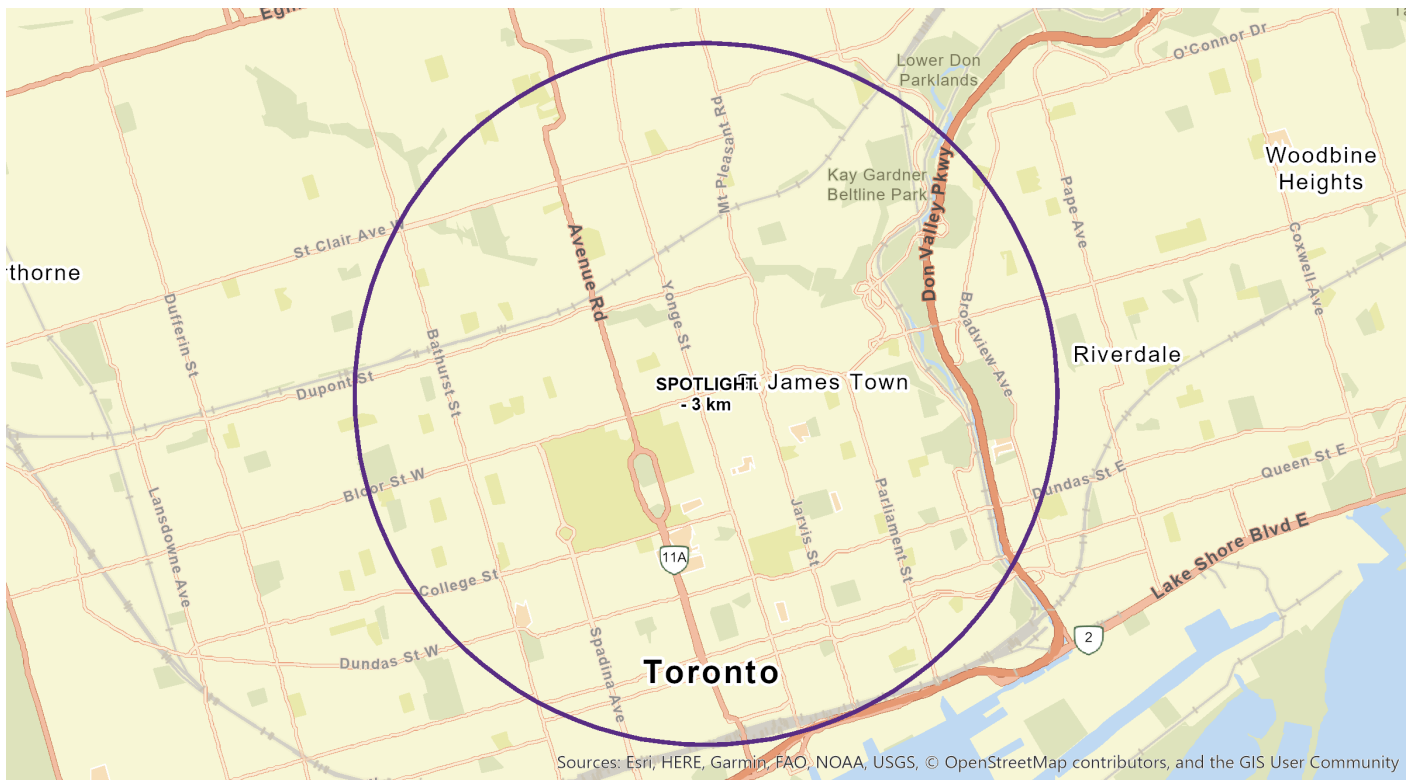 O'Connor Dr
Lower Don
Parklands
Mt Pleasant Rd
Woodbine
Heights
Kay Gardner
Beltline Park
Don Valley Pkwy
Pape Ave
St Clair Ave W
Avenue Rd
Coxwell Ave
Dufferin St
Yonge St
Broadview Ave
Bathurst St
Riverdale
Dupont St
SPOTLIGHT
- 3 km
James Town
Bloor St W
Dundas St E
Queen St E
Lansdowne Ave
Jarvis St
Parliament St
11A
College St
Lake Shore Blvd E
2
Dundas St W
Spadina Ave
Toronto
Sources: Esri, HERE, Garmin, FAO, NOAA, USGS, © OpenStreetMap contributors, and the GIS User Community